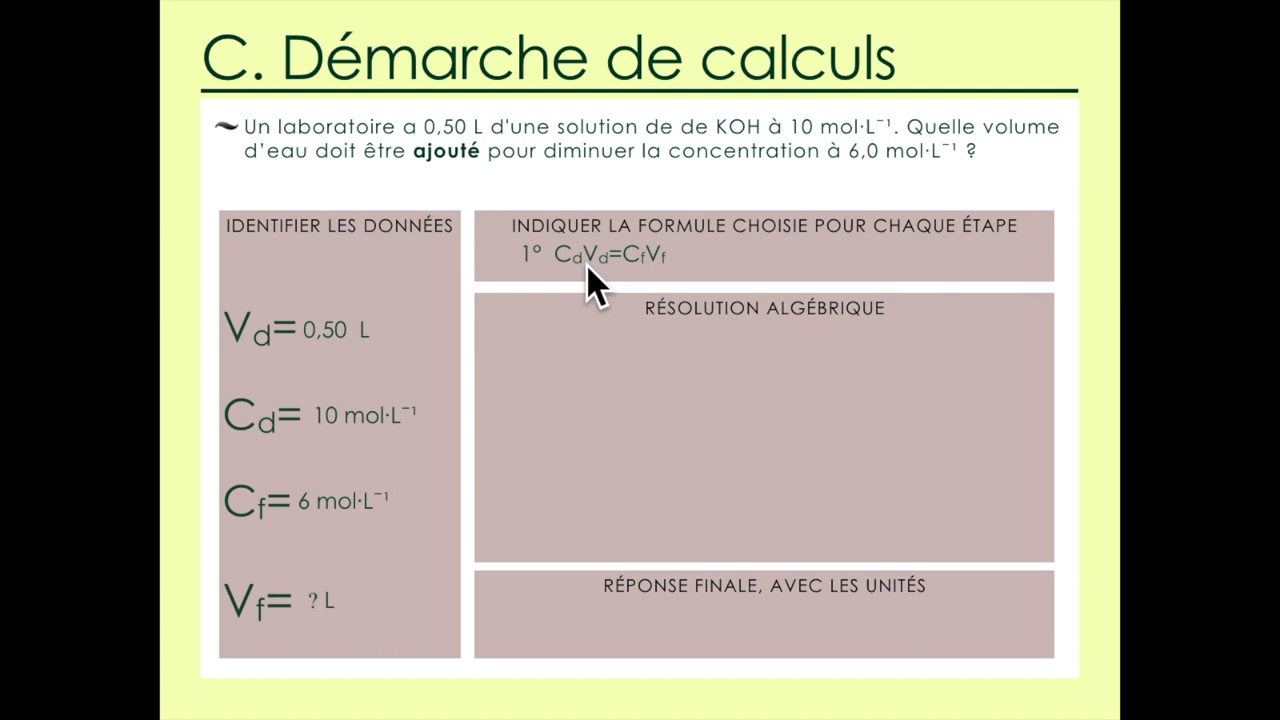 C. Démarche de calculs
Un laboratoire a 0,50 L d'une solution de de KOH à 10 mol·L⁻¹. Quelle volume
d'eau doit être ajouté pour diminuer la concentration à 6,0 mol·L⁻¹ ?
IDENTIFIER LES DONNÉES
Vd= 0,50 L
Cd= 10 mol·L⁻¹
Cf= 6 mol·L⁻¹
Vf= ? L
INDIQUER LA FORMULE CHOISIE POUR CHAQUE ÉTAPE
1° CdVd=CfVf
RÉSOLUTION ALGÉBRIQUE
RÉPONSE FINALE, AVEC LES UNITÉS